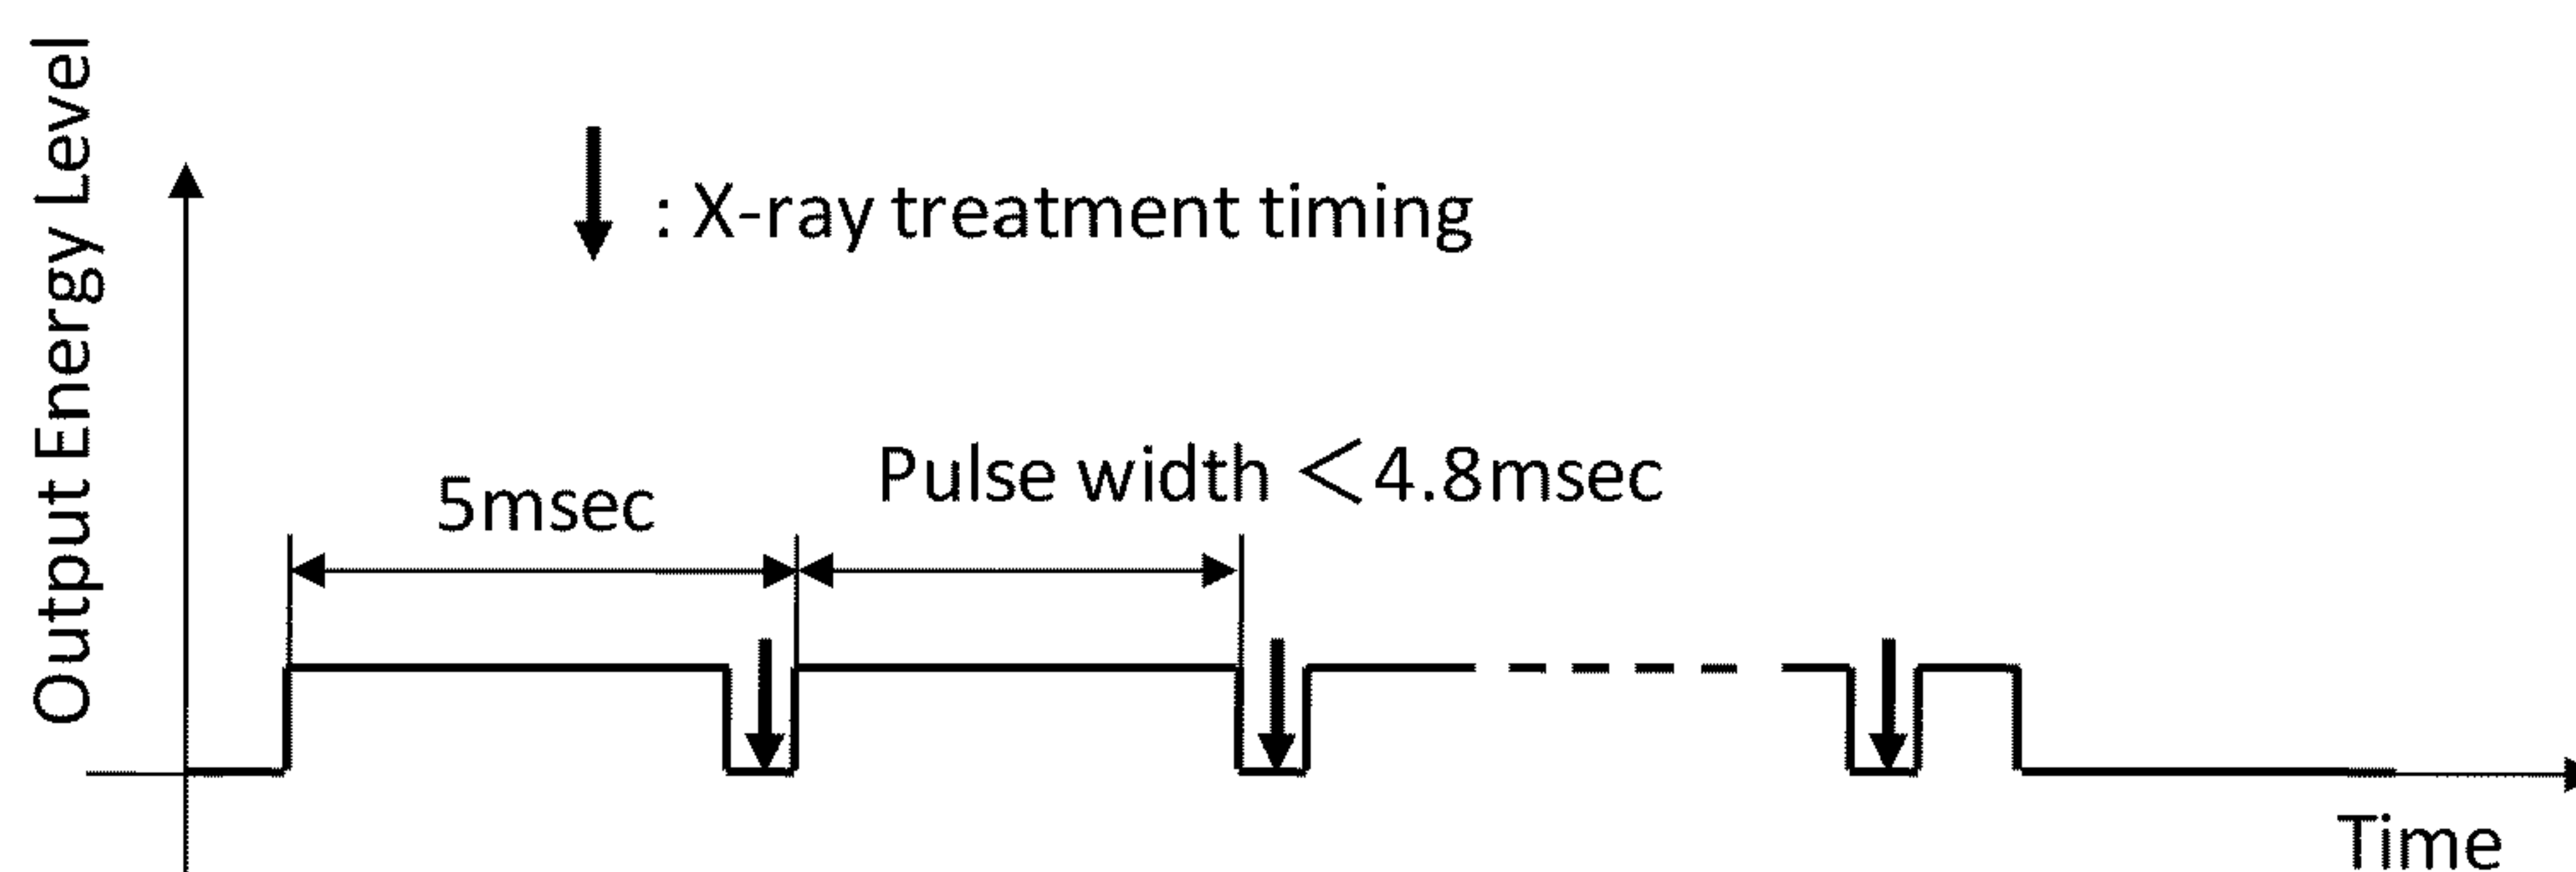 Output Energy Level
: X-ray treatment timing
5msec
Pulse width <4.8msec
Time